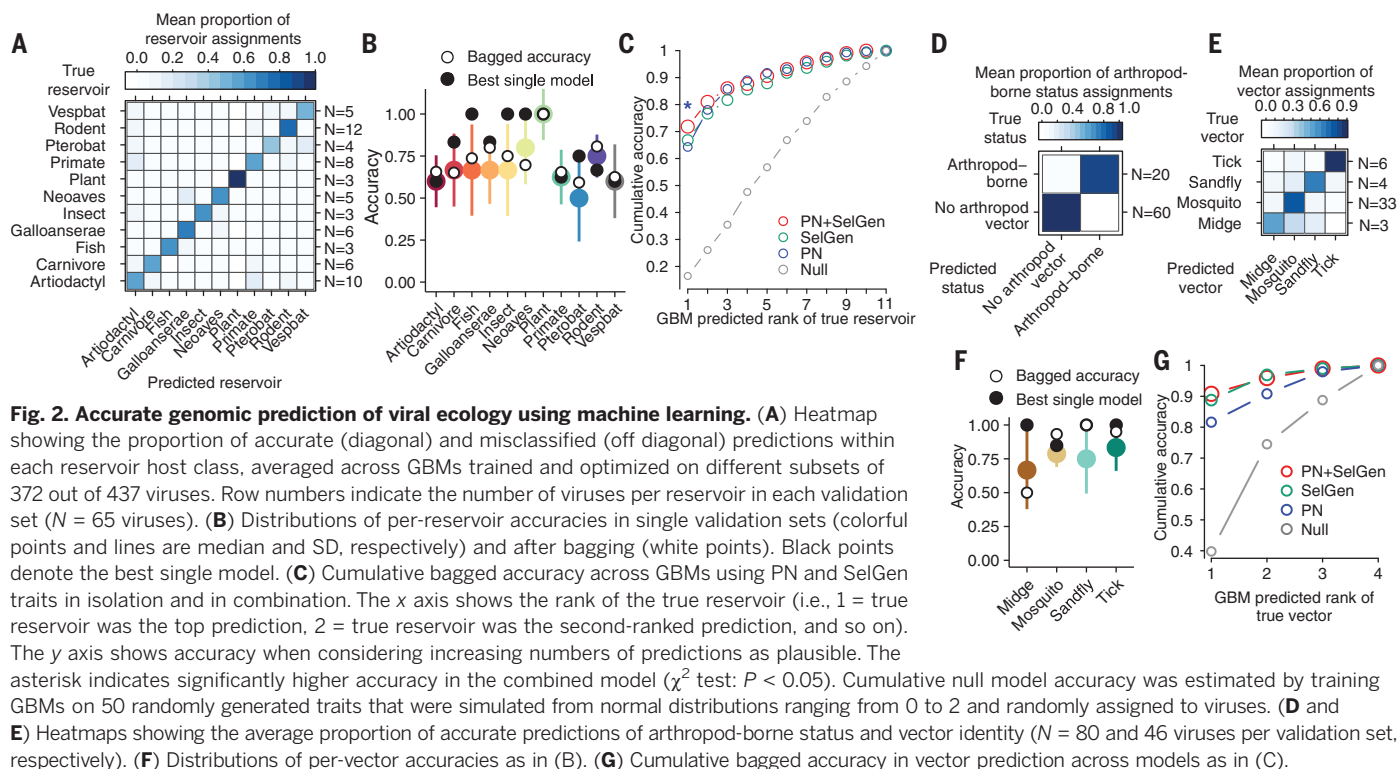 A
Mean proportion of
reservoir assignments
0.0 0.2 0.4 0.6 0.8 1.0
True
reservoir
Vespbat
Rodent
Pterobat
Primate
Plant
Neoaves
Insect
Galloanserae
Fish
Carnivore
Artiodactyl
N=5
N=12
N=4
N=8
N=3
N=5
N=3
N=6
N=3
N=6
N=10
Artiodactyl
Carnivore
Fish
Galloanserae
Insect
Neoaves
Plant
Primate
Pterobat
Rodent
Vespbat
Predicted reservoir
B
Bagged accuracy
Best single model
Accuracy
1.00
0.75
0.50
0.25
0.00
Artiodactyl
Carnivore
Fish
Galloanserae
Insect
Neoaves
Plant
Primate
Pterobat
Rodent
Vespbat
C
Cumulative accuracy
1
0.9
0.8
0.7
0.6
0.5
0.4
0.3
0.2
*
PN+SelGen
SelGen
PN
Null
1 3 5 7 9 11
GBM predicted rank of true reservoir
D
Mean proportion of arthropod-
borne status assignments
0.0 0.4 0.8 1.0
True
status
Arthropod–
borne
No arthropod
vector
N=20
N=60
Predicted
status
No arthropod
vector
Arthropod–borne
E
Mean proportion of
vector assignments
0.0 0.3 0.6 0.9
True
vector
Tick
Sandfly
Mosquito
Midge
N=6
N=4
N=33
N=3
Predicted
vector
Midge
Mosquito
Sandfly
Tick
F
Bagged accuracy
Best single model
Accuracy
1.00
0.75
0.50
0.25
0.00
Midge
Mosquito
Sandfly
Tick
G
Cumulative accuracy
1
0.9
0.8
0.7
0.6
0.5
0.4
PN+SelGen
SelGen
PN
Null
1 2 3 4
GBM predicted rank of
true vector
Fig. 2. Accurate genomic prediction of viral ecology using machine learning. (A) Heatmap
showing the proportion of accurate (diagonal) and misclassified (off diagonal) predictions within
each reservoir host class, averaged across GBMs trained and optimized on different subsets of
372 out of 437 viruses. Row numbers indicate the number of viruses per reservoir in each validation
set (N = 65 viruses). (B) Distributions of per-reservoir accuracies in single validation sets (colorful
points and lines are median and SD, respectively) and after bagging (white points). Black points
denote the best single model. (C) Cumulative bagged accuracy across GBMs using PN and SelGen
traits in isolation and in combination. The x axis shows the rank of the true reservoir (i.e., 1 = true
reservoir was the top prediction, 2 = true reservoir was the second-ranked prediction, and so on).
The y axis shows accuracy when considering increasing numbers of predictions as plausible. The
asterisk indicates significantly higher accuracy in the combined model (χ² test: P < 0.05). Cumulative null model accuracy was estimated by training
GBMs on 50 randomly generated traits that were simulated from normal distributions ranging from 0 to 2 and randomly assigned to viruses. (D and
E) Heatmaps showing the average proportion of accurate predictions of arthropod-borne status and vector identity (N = 80 and 46 viruses per validation set,
respectively). (F) Distributions of per-vector accuracies as in (B). (G) Cumulative bagged accuracy in vector prediction across models as in (C).